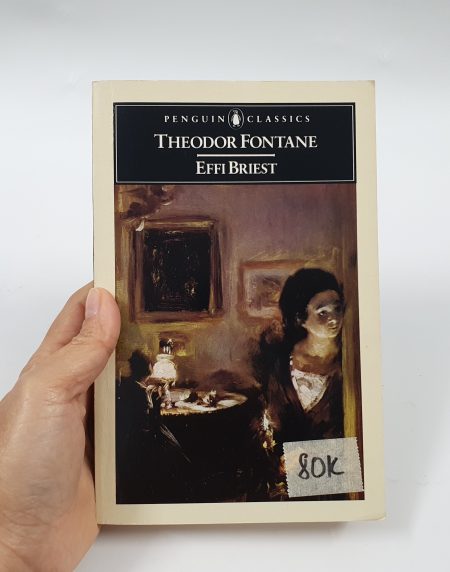 PENGUIN CLASSICS
THEODOR FONTANE
EFFI BRIEST
80K